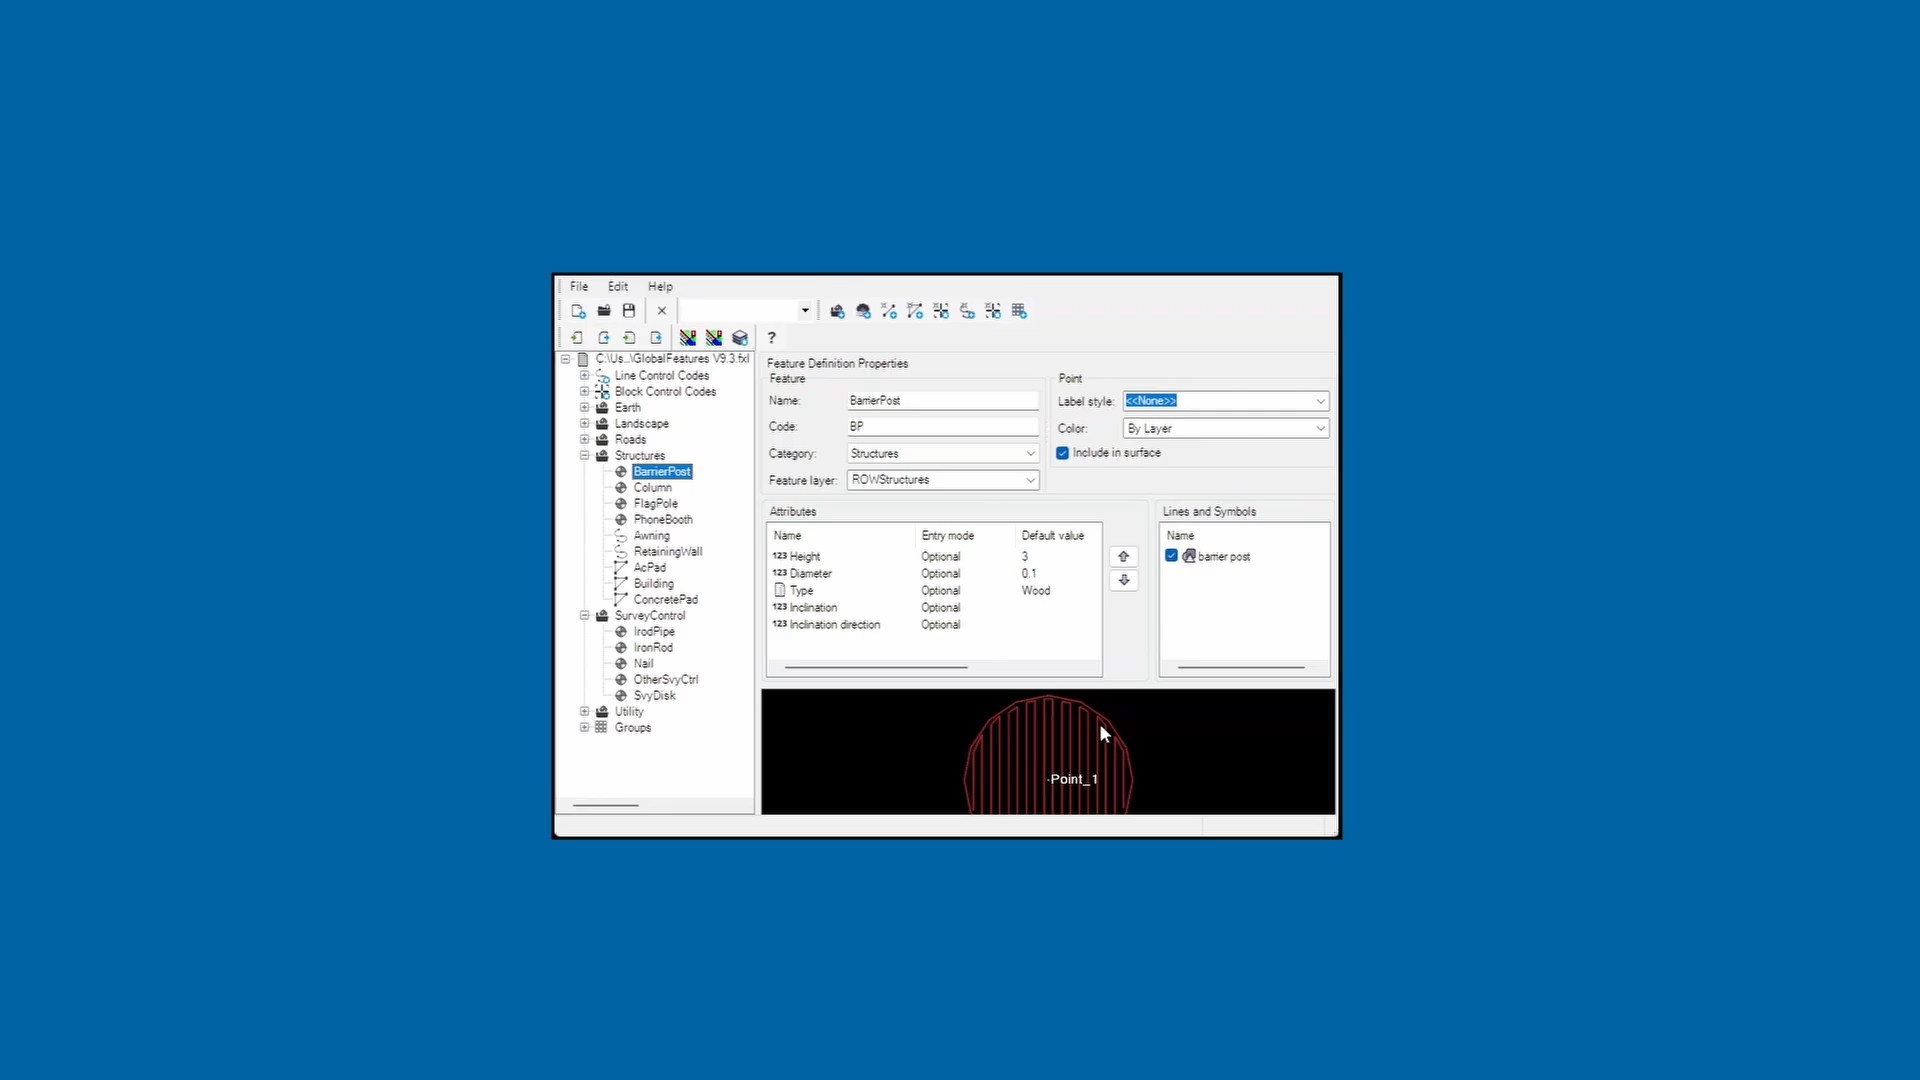 File Edit Help
?
C:\Us...\GlobalFeatures V9.3.fxl
Line Control Codes
Block Control Codes
Earth
Landscape
Roads
Structures
BarrierPost
Column
FlagPole
PhoneBooth
Awning
RetainingWall
AcPad
Building
ConcretePad
SurveyControl
IrodPipe
IronRod
Nail
OtherSvyCtrl
SvyDisk
Utility
Groups
Feature Definition Properties
Feature
Name: BarrierPost
Code: BP
Category: Structures
Feature layer: ROWStructures
Point
Label style: <<None>>
Color: By Layer
Include in surface
Attributes
Name Entry mode Default value
123 Height Optional 3
123 Diameter Optional 0.1
Type Optional Wood
123 Inclination Optional
123 Inclination direction Optional
Lines and Symbols
Name
barrier post
Point_1